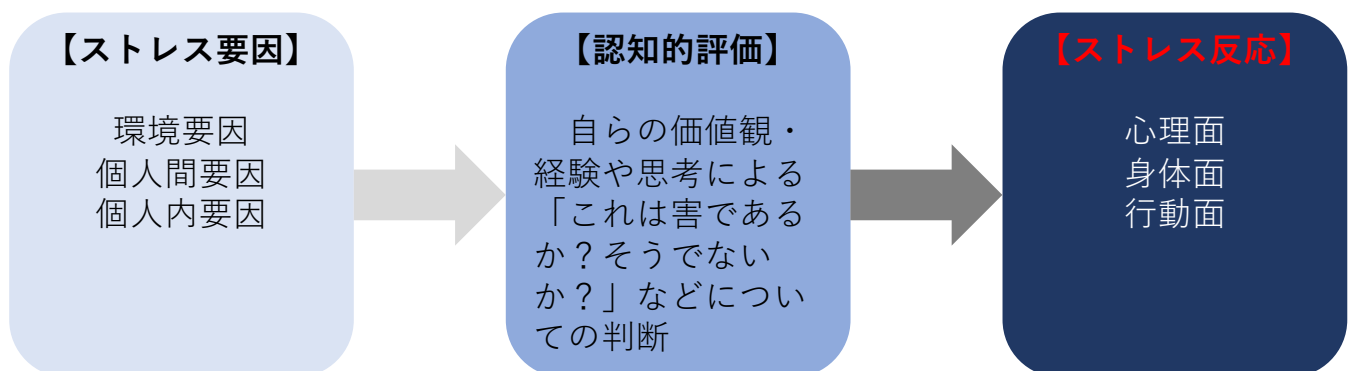 【ストレス要因】
環境要因
個人間要因
個人内要因
【認知的評価】
　自らの価値観・
経験や思考による
「これは害である
か？そうでない
か？」などについ
ての判断
【ストレス反応】
心理面
身体面
行動面